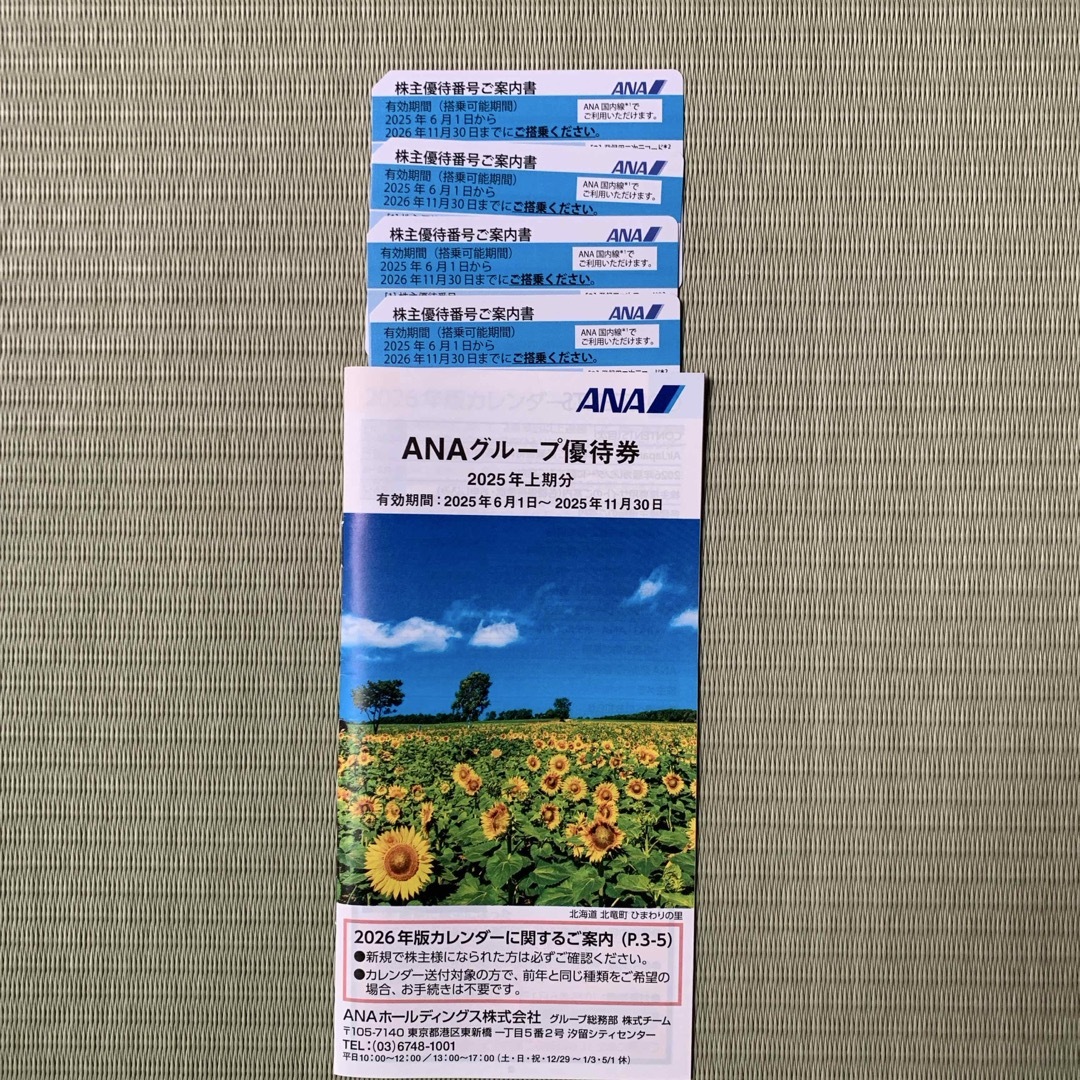 株主優待番号ご案内書
ANA
有効期間（搭乗可能期間）
2025年6月1日から
2026年11月30日までにご搭乗ください。
ANA国内線*1で
ご利用いただけます。
株主優待番号ご案内書
ANA
有効期間（搭乗可能期間）
2025年6月1日から
2026年11月30日までにご搭乗ください。
ANA国内線*1で
ご利用いただけます。
株主優待番号ご案内書
ANA
有効期間（搭乗可能期間）
2025年6月1日から
2026年11月30日までにご搭乗ください。
ANA国内線*1で
ご利用いただけます。
株主優待番号ご案内書
ANA
有効期間（搭乗可能期間）
2025年6月1日から
2026年11月30日までにご搭乗ください。
ANA国内線*1で
ご利用いただけます。
ANA
ANAグループ優待券
2025年上期分
有効期間：2025年6月1日～2025年11月30日
北海道 北竜町 ひまわりの里
2026年版カレンダーに関するご案内（P.3-5）
●新規で株主様になられた方は必ずご確認ください。
●カレンダー送付対象の方で、前年と同じ種類をご希望の
場合、お手続きは不要です。
ANAホールディングス株式会社 グループ総務部 株式チーム
〒105-7140 東京都港区東新橋一丁目5番2号 汐留シティセンター
TEL：(03)6748-1001
平日10：00～12：00／13：00～17：00（土・日・祝・12/29～1/3・5/1休）